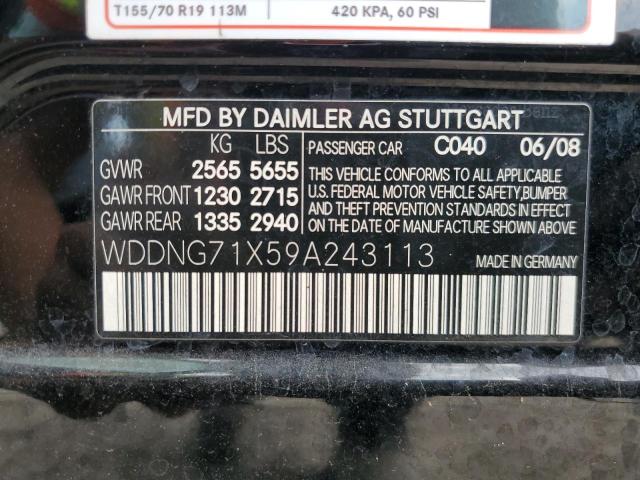 T155/70 R19 113M 420 KPA, 60 PSI
MFD BY DAIMLER AG STUTTGART
KG LBS PASSENGER CAR C040 06/08
GVWR 2565 5655 THIS VEHICLE CONFORMS TO ALL APPLICABLE
GAWR FRONT 1230 2715 U.S. FEDERAL MOTOR VEHICLE SAFETY,BUMPER
AND THEFT PREVENTION STANDARDS IN EFFECT
GAWR REAR 1335 2940 ON THE DATE OF MANUFACTURE SHOWN ABOVE
WDDNG71X59A243113 MADE IN GERMANY